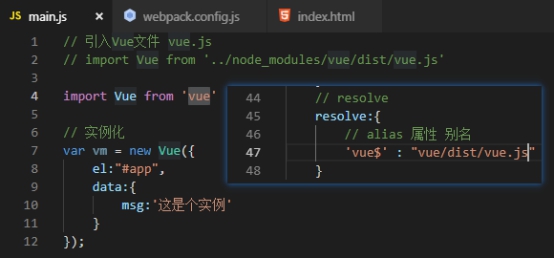 JS main.js
webpack.config.js
index.html
1 // 引入Vue文件 vue.js
2 // import Vue from '../node_modules/vue/dist/vue.js'
3
4 import Vue from 'vue'
5
6 // 实例化
7 var vm = new Vue({
8 el:"#app",
9 data:{
10 msg:'这是个实例'
11 }
12 });
44 // resolve
45 resolve:{
46 // alias 属性 别名
47 'vue$' : "vue/dist/vue.js"
48 }